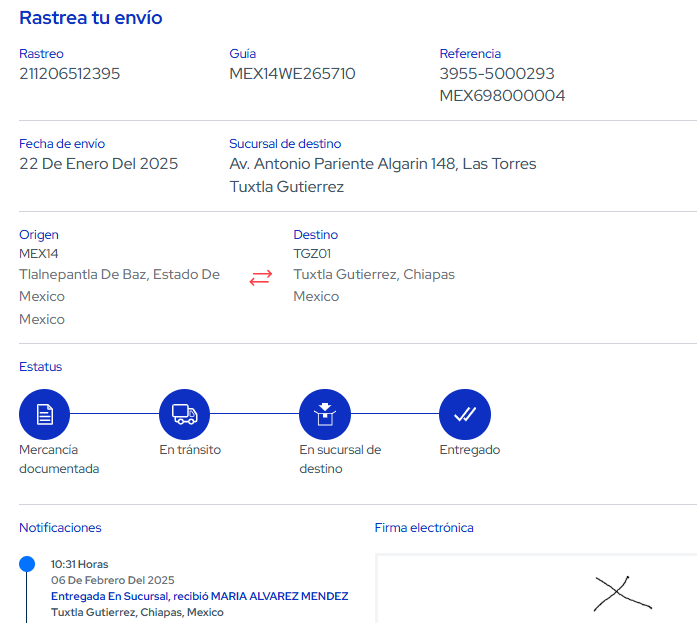 Rastrea tu envío
Rastreo
211206512395
Guía
MEX14WE265710
Referencia
3955-5000293
MEX698000004
Fecha de envío
22 De Enero Del 2025
Sucursal de destino
Av. Antonio Pariente Algarin 148, Las Torres
Tuxtla Gutierrez
Origen
MEX14
Tlalnepantla De Baz, Estado De
Mexico
Mexico
Destino
TGZ01
Tuxtla Gutierrez, Chiapas
Mexico
Estatus
Mercancía
documentada
En tránsito
En sucursal de
destino
Entregado
Notificaciones
10:31 Horas
06 De Febrero Del 2025
Entregada En Sucursal, recibió MARIA ALVAREZ MENDEZ
Tuxtla Gutierrez, Chiapas, Mexico
Firma electrónica